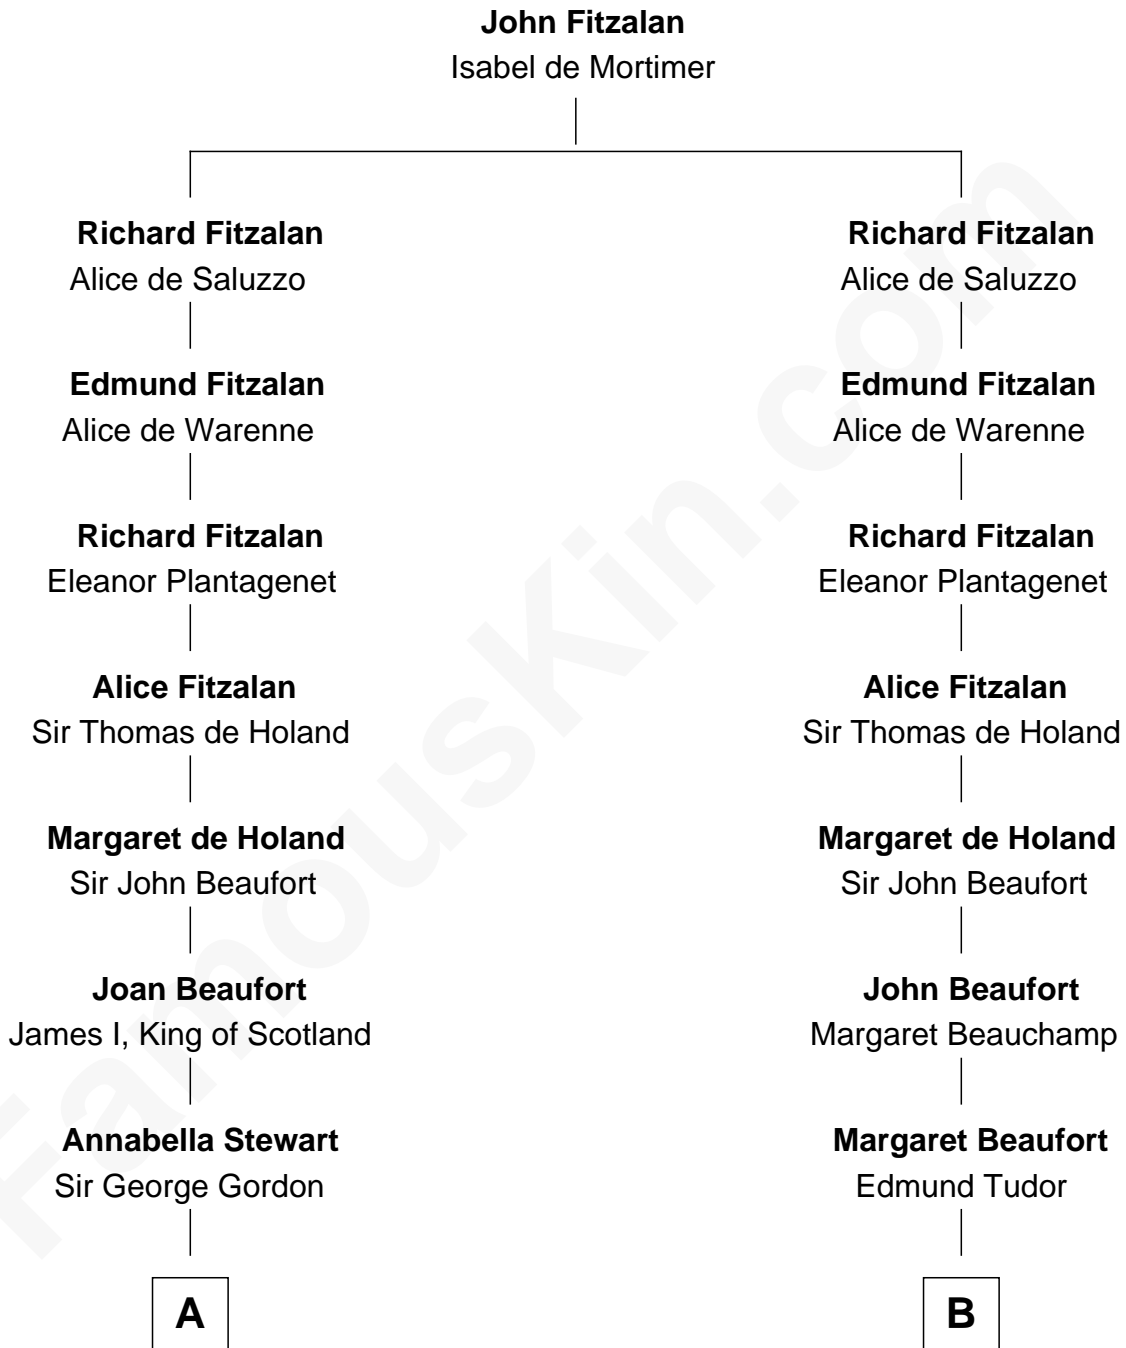 John Fitzalan
Isabel de Mortimer
Richard Fitzalan
Alice de Saluzzo
Edmund Fitzalan
Alice de Warenne
Richard Fitzalan
Eleanor Plantagenet
Alice Fitzalan
Sir Thomas de Holand
Margaret de Holand
Sir John Beaufort
Joan Beaufort
James I, King of Scotland
Annabella Stewart
Sir George Gordon
A
Richard Fitzalan
Alice de Saluzzo
Edmund Fitzalan
Alice de Warenne
Richard Fitzalan
Eleanor Plantagenet
Alice Fitzalan
Sir Thomas de Holand
Margaret de Holand
Sir John Beaufort
John Beaufort
Margaret Beauchamp
Margaret Beaufort
Edmund Tudor
B
FamousKin.com